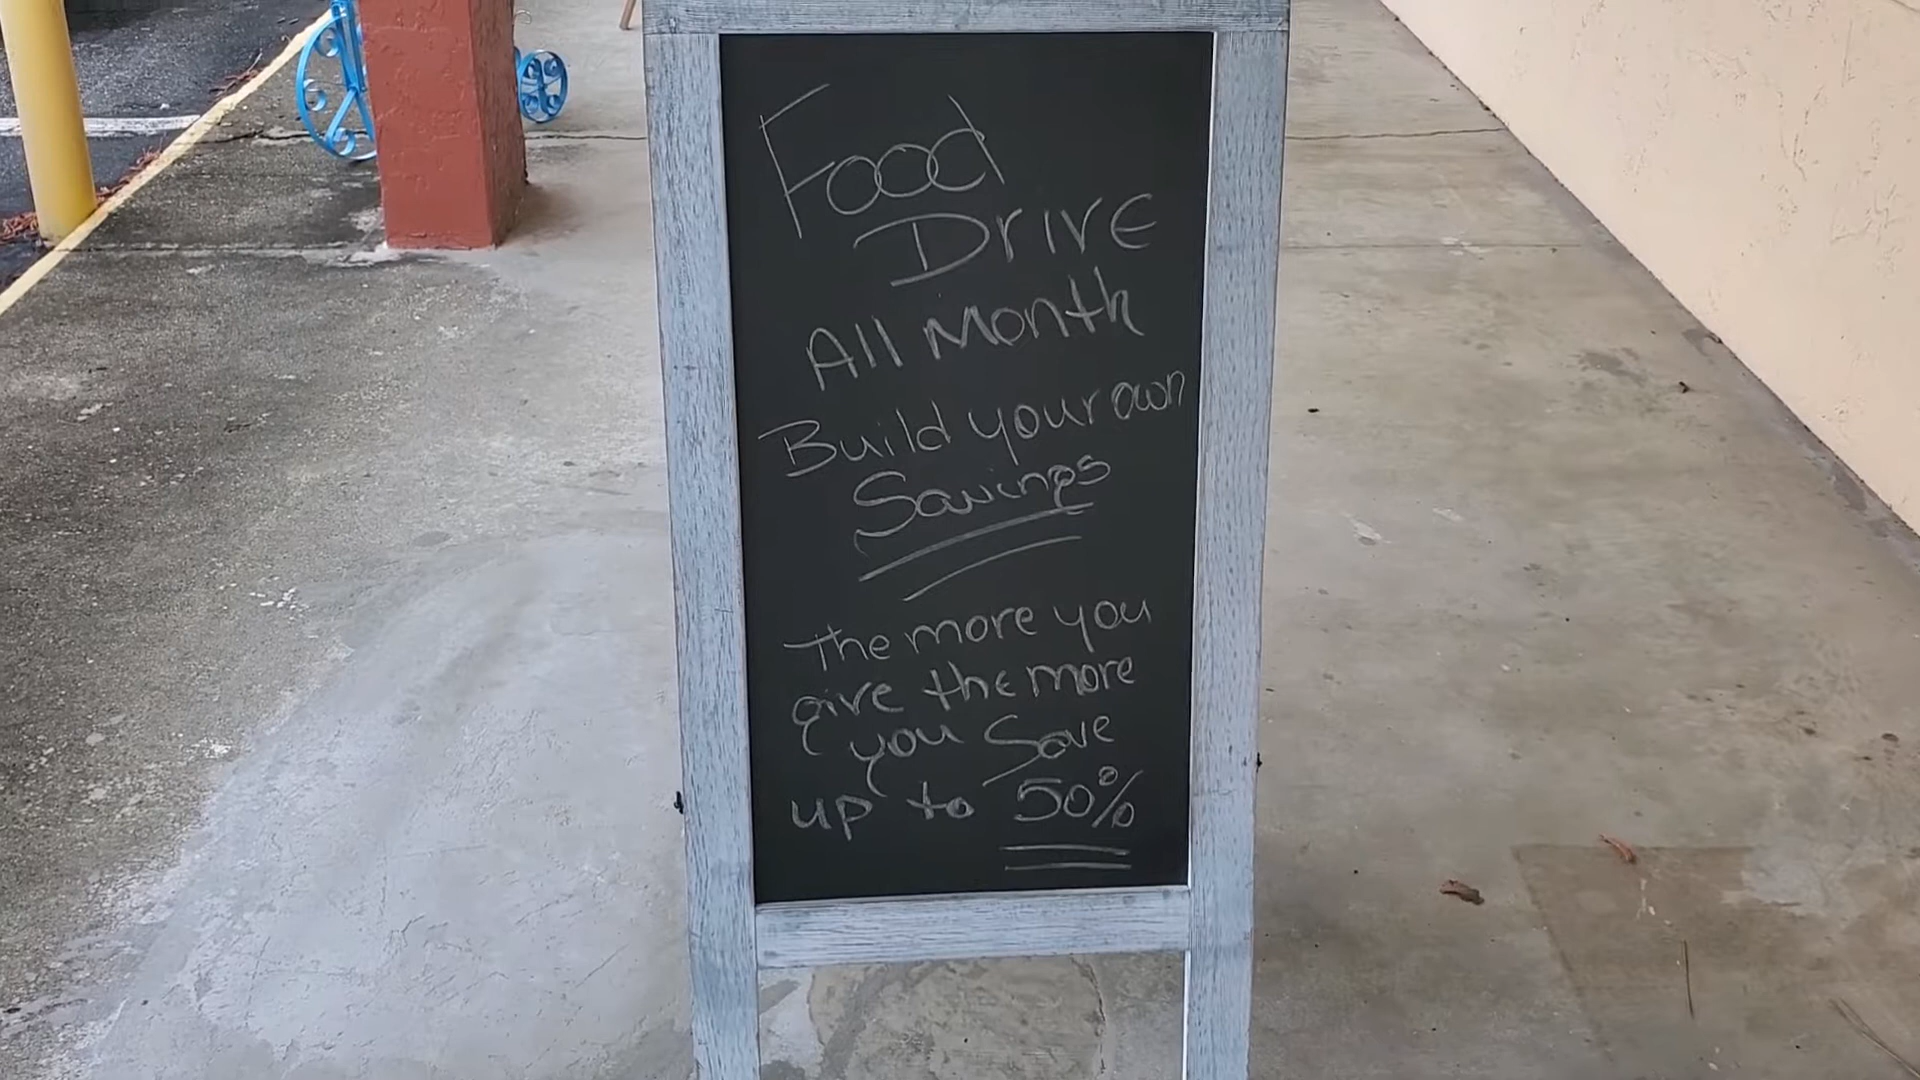 Food
Drive
All Month
Build your own
Savings
The more you
give the more
you Save
up to 50%